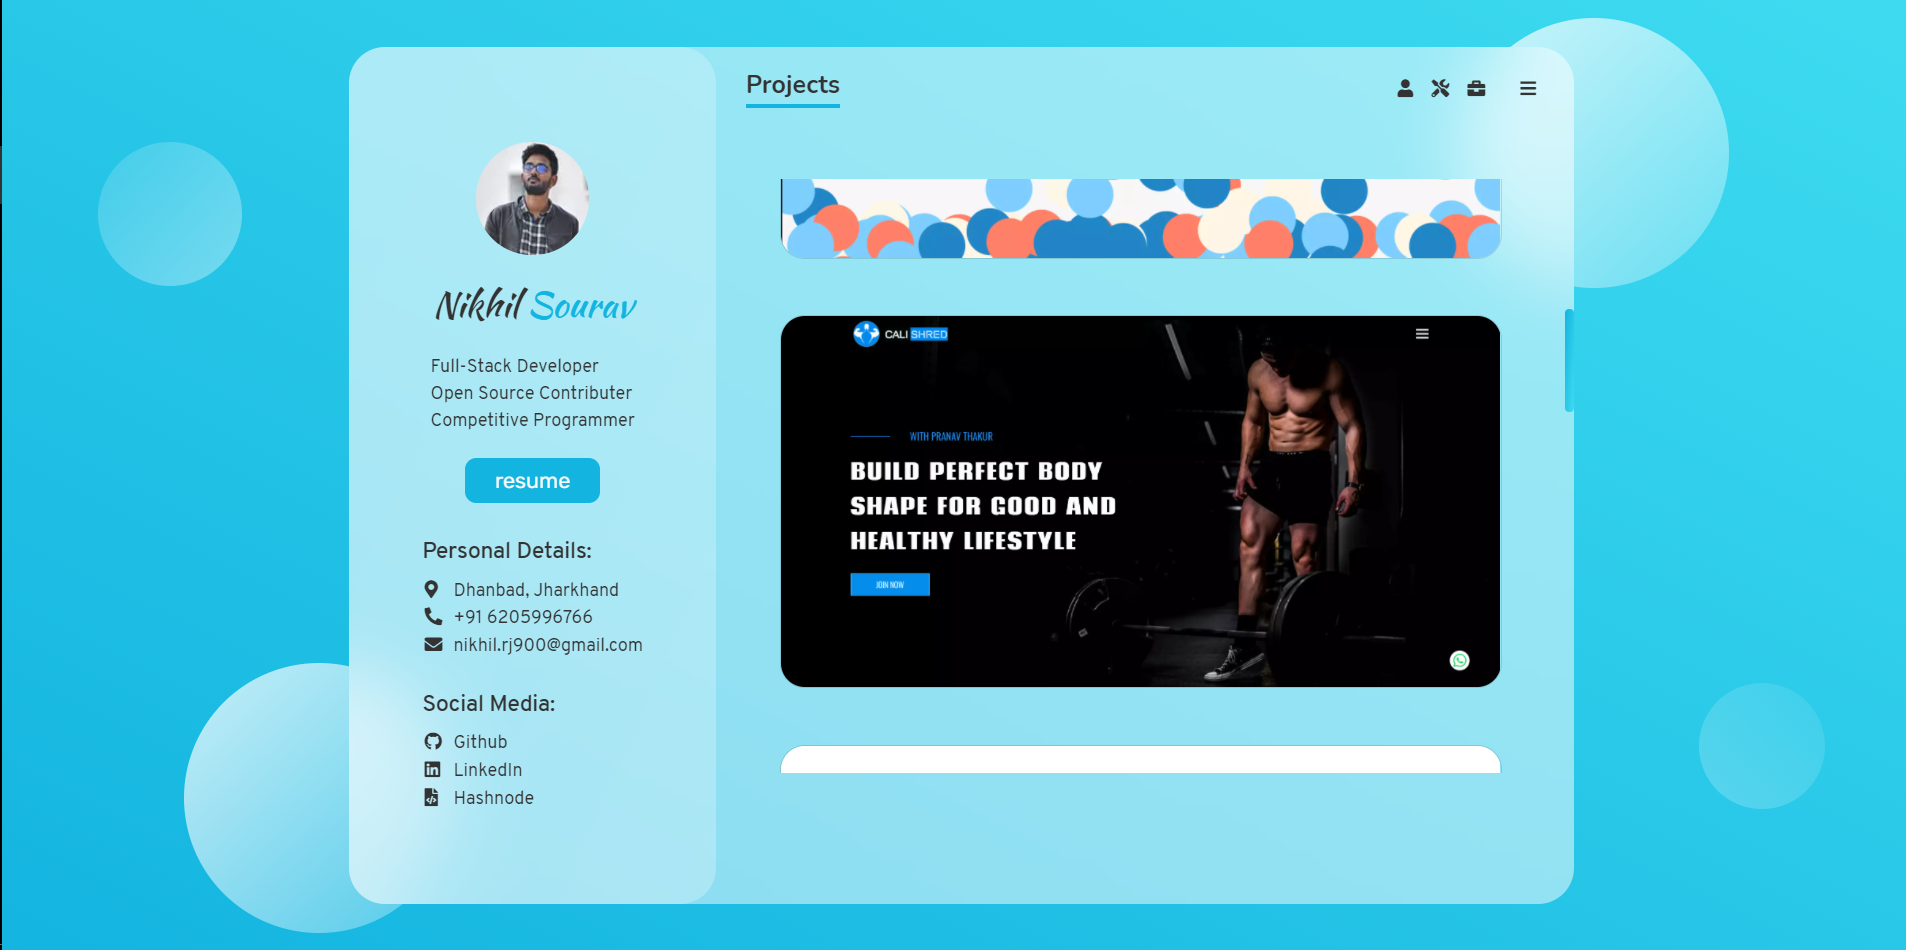 Nikhil Sourav
Full-Stack Developer
Open Source Contributer
Competitive Programmer
resume
Personal Details:
Dhanbad, Jharkhand
+91 6205996766
nikhil.rj900@gmail.com
Social Media:
Github
LinkedIn
Hashnode
Projects
CALI SHRED
WITH PRANAV THAKUR
BUILD PERFECT BODY
SHAPE FOR GOOD AND
HEALTHY LIFESTYLE
JOIN NOW